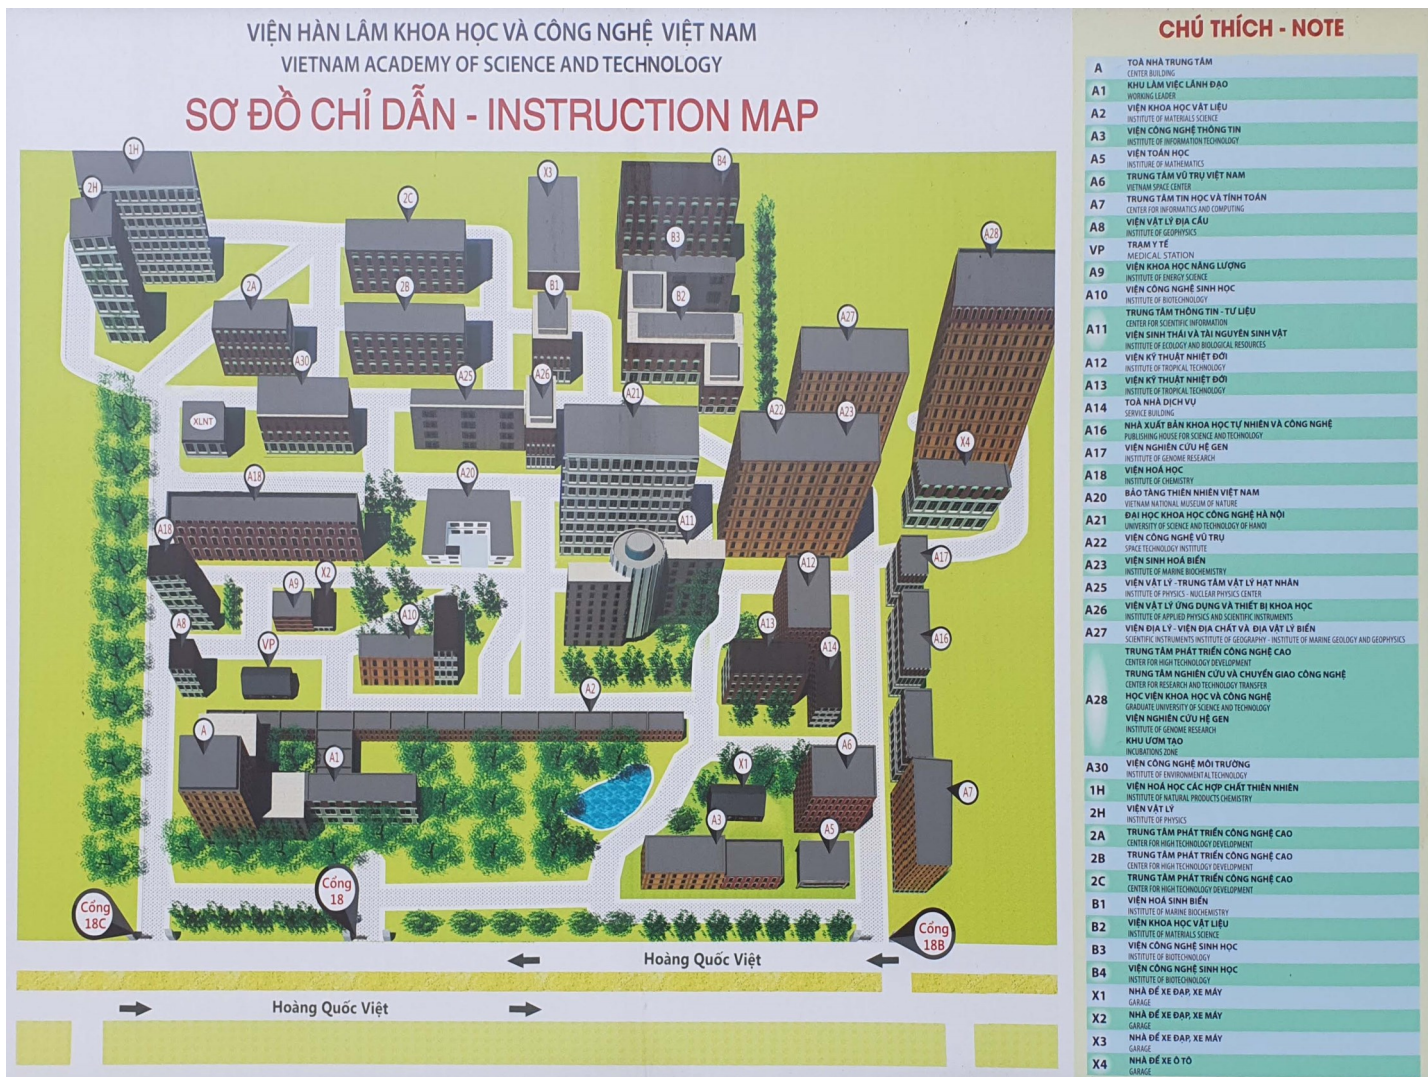 VIỆN HÀN LÂM KHOA HỌC VÀ CÔNG NGHỆ VIỆT NAM
VIETNAM ACADEMY OF SCIENCE AND TECHNOLOGY
SƠ ĐỒ CHỈ DẪN - INSTRUCTION MAP
1H
2H
2C
X3
B4
B3
A28
2A
2B
B1
B2
A27
A30
A25
A26
A21
A22
A23
XLNT
X4
A18
A20
A18
A11
A17
A9
X2
A12
A8
VP
A10
A13
A14
A16
A2
A
A1
A6
X1
A7
A3
A5
Cổng
18C
Cổng
18
Cổng
18B
Hoàng Quốc Việt
Hoàng Quốc Việt
CHÚ THÍCH - NOTE
A
TOÀ NHÀ TRUNG TÂM
CENTER BUILDING
A1
KHU LÀM VIỆC LÃNH ĐẠO
WORKING LEADER
A2
VIỆN KHOA HỌC VẬT LIỆU
INSTITUTE OF MATERIALS SCIENCE
A3
VIỆN CÔNG NGHỆ THÔNG TIN
INSTITUTE OF INFORMATION TECHNOLOGY
A5
VIỆN TOÁN HỌC
INSTITURE OF MATHEMATICS
A6
TRUNG TÂM VŨ TRỤ VIỆT NAM
VIETNAM SPACE CENTER
A7
TRUNG TÂM TIN HỌC VÀ TÍNH TOÁN
CENTER FOR INFORMATICS AND COMPUTING
A8
VIỆN VẬT LÝ ĐỊA CẦU
INSTITUTE OF GEOPHYSICS
VP
TRẠM Y TẾ
MEDICAL STATION
A9
VIỆN KHOA HỌC NĂNG LƯỢNG
INSTITUTE OF ENERGY SCIENCE
A10
VIỆN CÔNG NGHỆ SINH HỌC
INSTITUTE OF BIOTECHNOLOGY
A11
TRUNG TÂM THÔNG TIN - TƯ LIỆU
CENTER FOR SCIENTIFIC INFORMATION
VIỆN SINH THÁI VÀ TÀI NGUYÊN SINH VẬT
INSTITUTE OF ECOLOGY AND BIOLOGICAL RESOURCES
A12
VIỆN KỸ THUẬT NHIỆT ĐỚI
INSTITUTE OF TROPICAL TECHNOLOGY
A13
VIỆN KỸ THUẬT NHIỆT ĐỚI
INSTITUTE OF TROPICAL TECHNOLOGY
A14
TOÀ NHÀ DỊCH VỤ
SERVICE BUILDING
A16
NHÀ XUẤT BẢN KHOA HỌC TỰ NHIÊN VÀ CÔNG NGHỆ
PUBLISHING HOUSE FOR SCIENCE AND TECHNOLOGY
A17
VIỆN NGHIÊN CỨU HỆ GEN
INSTITUTE OF GENOME RESEARCH
A18
VIỆN HOÁ HỌC
INSTITUTE OF CHEMISTRY
A20
BẢO TÀNG THIÊN NHIÊN VIỆT NAM
VIETNAM NATIONAL MUSEUM OF NATURE
A21
ĐẠI HỌC KHOA HỌC CÔNG NGHỆ HÀ NỘI
UNIVERSITY OF SCIENCE AND TECHNOLOGY OF HANOI
A22
VIỆN CÔNG NGHỆ VŨ TRỤ
SPACE TECHNOLOGY INSTITUTE
A23
VIỆN SINH HOÁ BIỂN
INSTITUTE OF MARINE BIOCHEMISTRY
A25
VIỆN VẬT LÝ -TRUNG TÂM VẬT LÝ HẠT NHÂN
INSTITUTE OF PHYSICS - NUCLEAR PHYSICS CENTER
A26
VIỆN VẬT LÝ ỨNG DỤNG VÀ THIẾT BỊ KHOA HỌC
INSTITUTE OF APPLIED PHYSICS AND SCIENTIFIC INSTRUMENTS
A27
VIỆN ĐỊA LÝ - VIỆN ĐỊA CHẤT VÀ ĐỊA VẬT LÝ BIỂN
SCIENTIFIC INSTRUMENTS INSTITUTE OF GEOGRAPHY - INSTITUTE OF MARINE GEOLOGY AND GEOPHYSICS
A28
TRUNG TÂM PHÁT TRIỂN CÔNG NGHỆ CAO
CENTER FOR HIGH TECHNOLOGY DEVELOPMENT
TRUNG TÂM NGHIÊN CỨU VÀ CHUYỂN GIAO CÔNG NGHỆ
CENTER FOR RESEARCH AND TECHNOLOGY TRANSFER
HỌC VIỆN KHOA HỌC VÀ CÔNG NGHỆ
GRADUATE UNIVERSITY OF SCIENCE AND TECHNOLOGY
VIỆN NGHIÊN CỨU HỆ GEN
INSTITUTE OF GENOME RESEARCH
KHU ƯƠM TẠO
INCUBATIONS ZONE
A30
VIỆN CÔNG NGHỆ MÔI TRƯỜNG
INSTITUTE OF ENVIRONMENTAL TECHNOLOGY
1H
VIỆN HOÁ HỌC CÁC HỢP CHẤT THIÊN NHIÊN
INSTITUTE OF NATURAL PRODUCTS CHEMISTRY
2H
VIỆN VẬT LÝ
INSTITUTE OF PHYSICS
2A
TRUNG TÂM PHÁT TRIỂN CÔNG NGHỆ CAO
CENTER FOR HIGH TECHNOLOGY DEVELOPMENT
2B
TRUNG TÂM PHÁT TRIỂN CÔNG NGHỆ CAO
CENTER FOR HIGH TECHNOLOGY DEVELOPMENT
2C
TRUNG TÂM PHÁT TRIỂN CÔNG NGHỆ CAO
CENTER FOR HIGH TECHNOLOGY DEVELOPMENT
B1
VIỆN HOÁ SINH BIỂN
INSTITUTE OF MARINE BIOCHEMISTRY
B2
VIỆN KHOA HỌC VẬT LIỆU
INSTITUTE OF MATERIALS SCIENCE
B3
VIỆN CÔNG NGHỆ SINH HỌC
INSTITUTE OF BIOTECHNOLOGY
B4
VIỆN CÔNG NGHỆ SINH HỌC
INSTITUTE OF BIOTECHNOLOGY
X1
NHÀ ĐỂ XE ĐẠP, XE MÁY
GARAGE
X2
NHÀ ĐỂ XE ĐẠP, XE MÁY
GARAGE
X3
NHÀ ĐỂ XE ĐẠP, XE MÁY
GARAGE
X4
NHÀ ĐỂ XE Ô TÔ
GARAGE